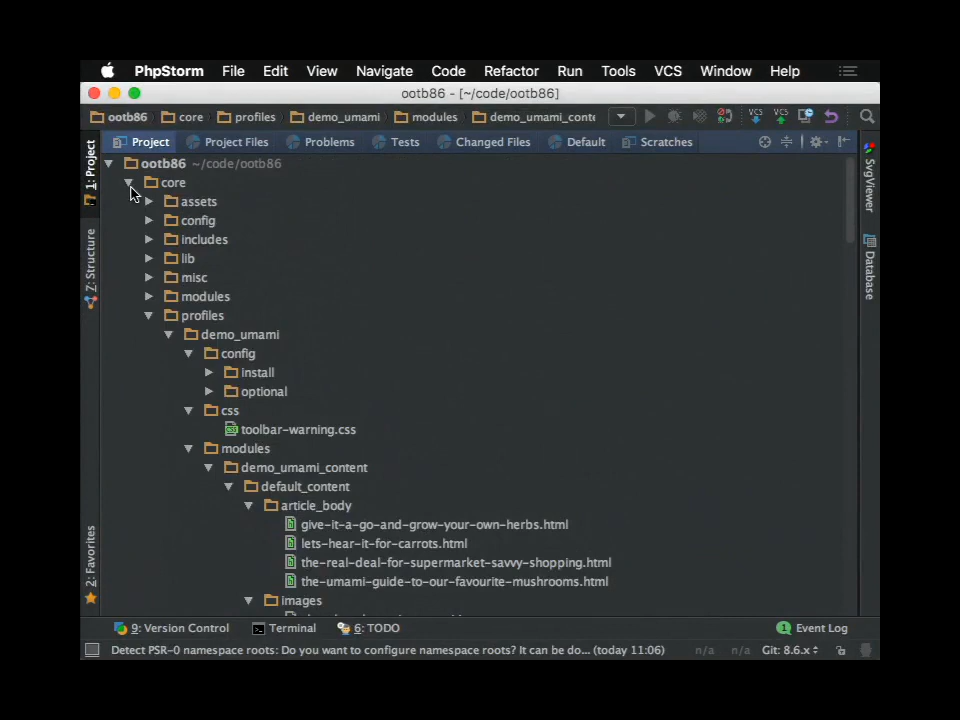 PhpStorm File Edit View Navigate Code Refactor Run Tools VCS Window Help
ootb86 - [~/code/ootb86]
ootb86 core profiles demo_umami modules demo_umami_conte VCS VCS
Project Project Files Problems Tests Changed Files Default Scratches
1: Project
Z: Structure
2: Favorites
ootb86 ~/code/ootb86
core
assets
config
includes
lib
misc
modules
profiles
demo_umami
config
install
optional
css
toolbar-warning.css
modules
demo_umami_content
default_content
article_body
give-it-a-go-and-grow-your-own-herbs.html
lets-hear-it-for-carrots.html
the-real-deal-for-supermarket-savvy-shopping.html
the-umami-guide-to-our-favourite-mushrooms.html
images
SvgViewer
Database
9: Version Control Terminal 6: TODO 1 Event Log
Detect PSR-0 namespace roots: Do you want to configure namespace roots? It can be do... (today 11:06) n/a n/a Git: 8.6.x